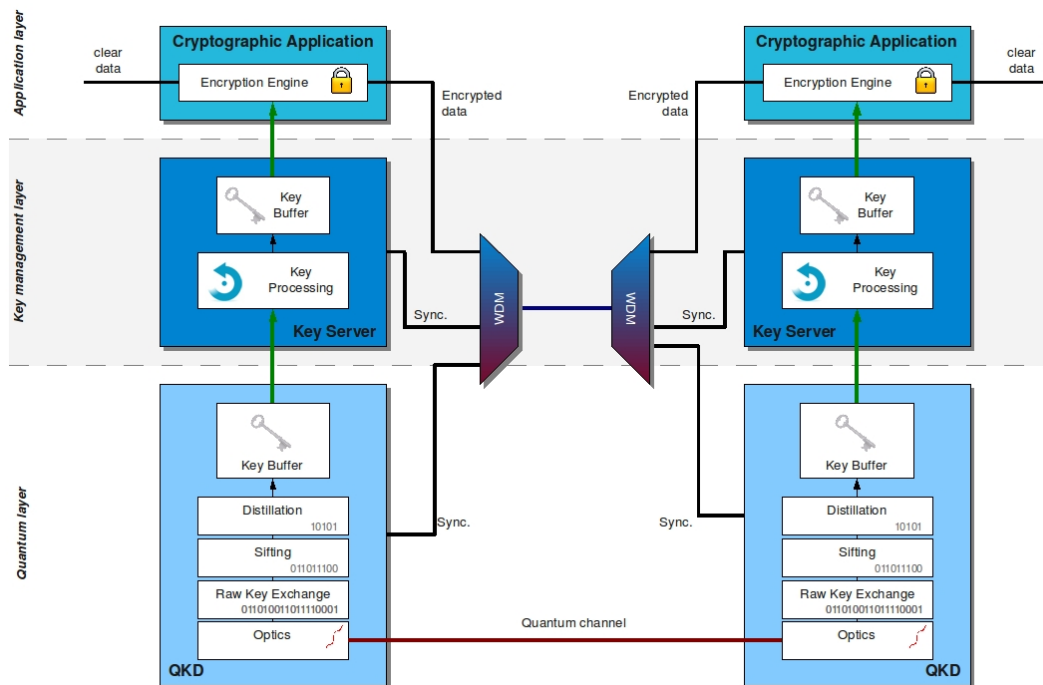 Application layer
Cryptographic Application
clear
data
Encryption Engine
Encrypted
data
Cryptographic Application
clear
data
Encryption Engine
Encrypted
data
Key management layer
Key
Buffer
Key
Processing
Key Server
Sync.
WDM
WDM
Sync.
Key
Buffer
Key
Processing
Key Server
Quantum layer
Key Buffer
Distillation
10101
Sifting
011011100
Raw Key Exchange
011010011011110001
Optics
QKD
Sync.
Quantum channel
Sync.
Key Buffer
Distillation
10101
Sifting
011011100
Raw Key Exchange
011010011011110001
Optics
QKD